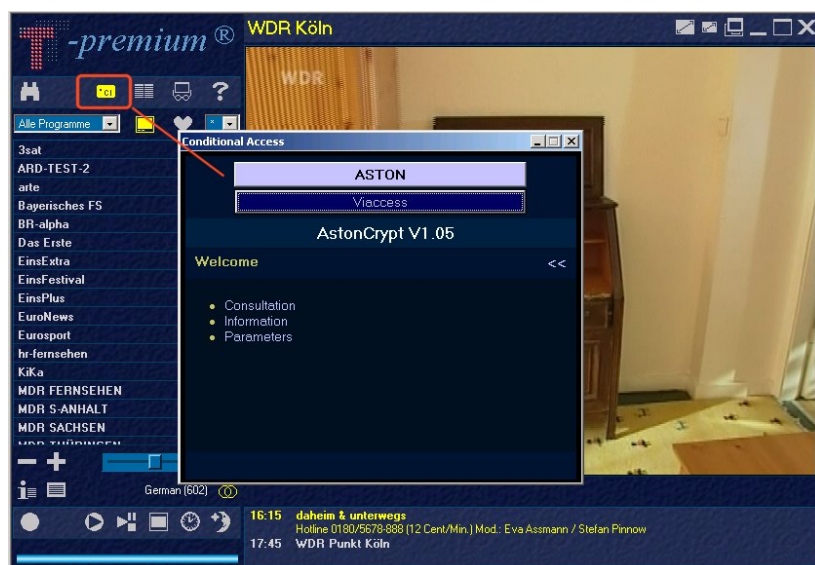 T-premium ®
WDR Köln
*CI
?
Alle Programme
*
WDR
3sat
ARD-TEST-2
arte
Bayerisches FS
BR-alpha
Das Erste
EinsExtra
EinsFestival
EinsPlus
EuroNews
Eurosport
hr-fernsehen
KiKa
MDR FERNSEHEN
MDR S-ANHALT
MDR SACHSEN
MDR THÜRINGEN
Conditional Access
ASTON
Viaccess
AstonCrypt V1.05
Welcome <<
Consultation
Information
Parameters
German (602)
16:15 daheim & unterwegs
Hotline 0180/5678-888 (12 Cent/Min.) Mod.: Eva Assmann / Stefan Pinnow
17:45 WDR Punkt Köln